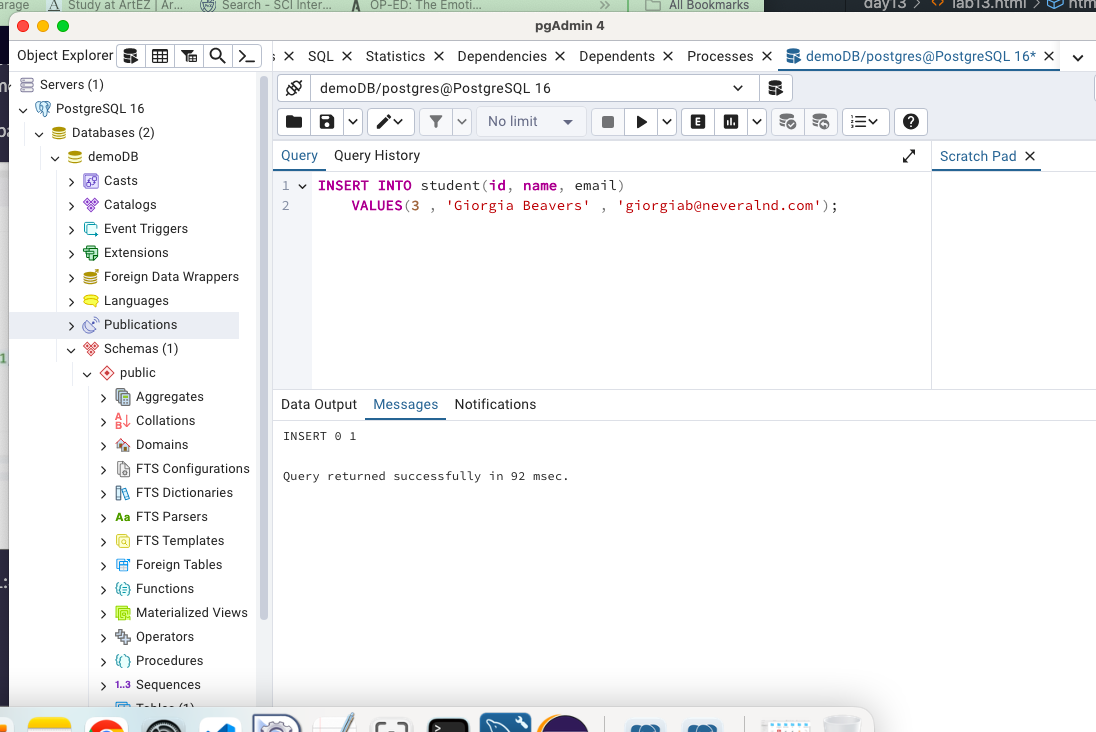 arage
Study at ArtEZ | Ar...
Search - SCI Inter...
OP-ED: The Emoti...
»
All Bookmarks
day13 > <> lab13.html >
pgAdmin 4
Object Explorer
SQL
Statistics
Dependencies
Dependents
Processes
demoDB/postgres@PostgreSQL 16*
Servers (1)
PostgreSQL 16
Databases (2)
demoDB
Casts
Catalogs
Event Triggers
Extensions
Foreign Data Wrappers
Languages
Publications
Schemas (1)
public
Aggregates
Collations
Domains
FTS Configurations
FTS Dictionaries
Aa FTS Parsers
FTS Templates
Foreign Tables
Functions
Materialized Views
Operators
Procedures
1..3 Sequences
Tables (1)
demoDB/postgres@PostgreSQL 16
No limit
E
Query
Query History
Scratch Pad
1 INSERT INTO student(id, name, email)
2 VALUES(3 , 'Giorgia Beavers' , 'giorgiab@neveralnd.com');
Data Output
Messages
Notifications
INSERT 0 1
Query returned successfully in 92 msec.